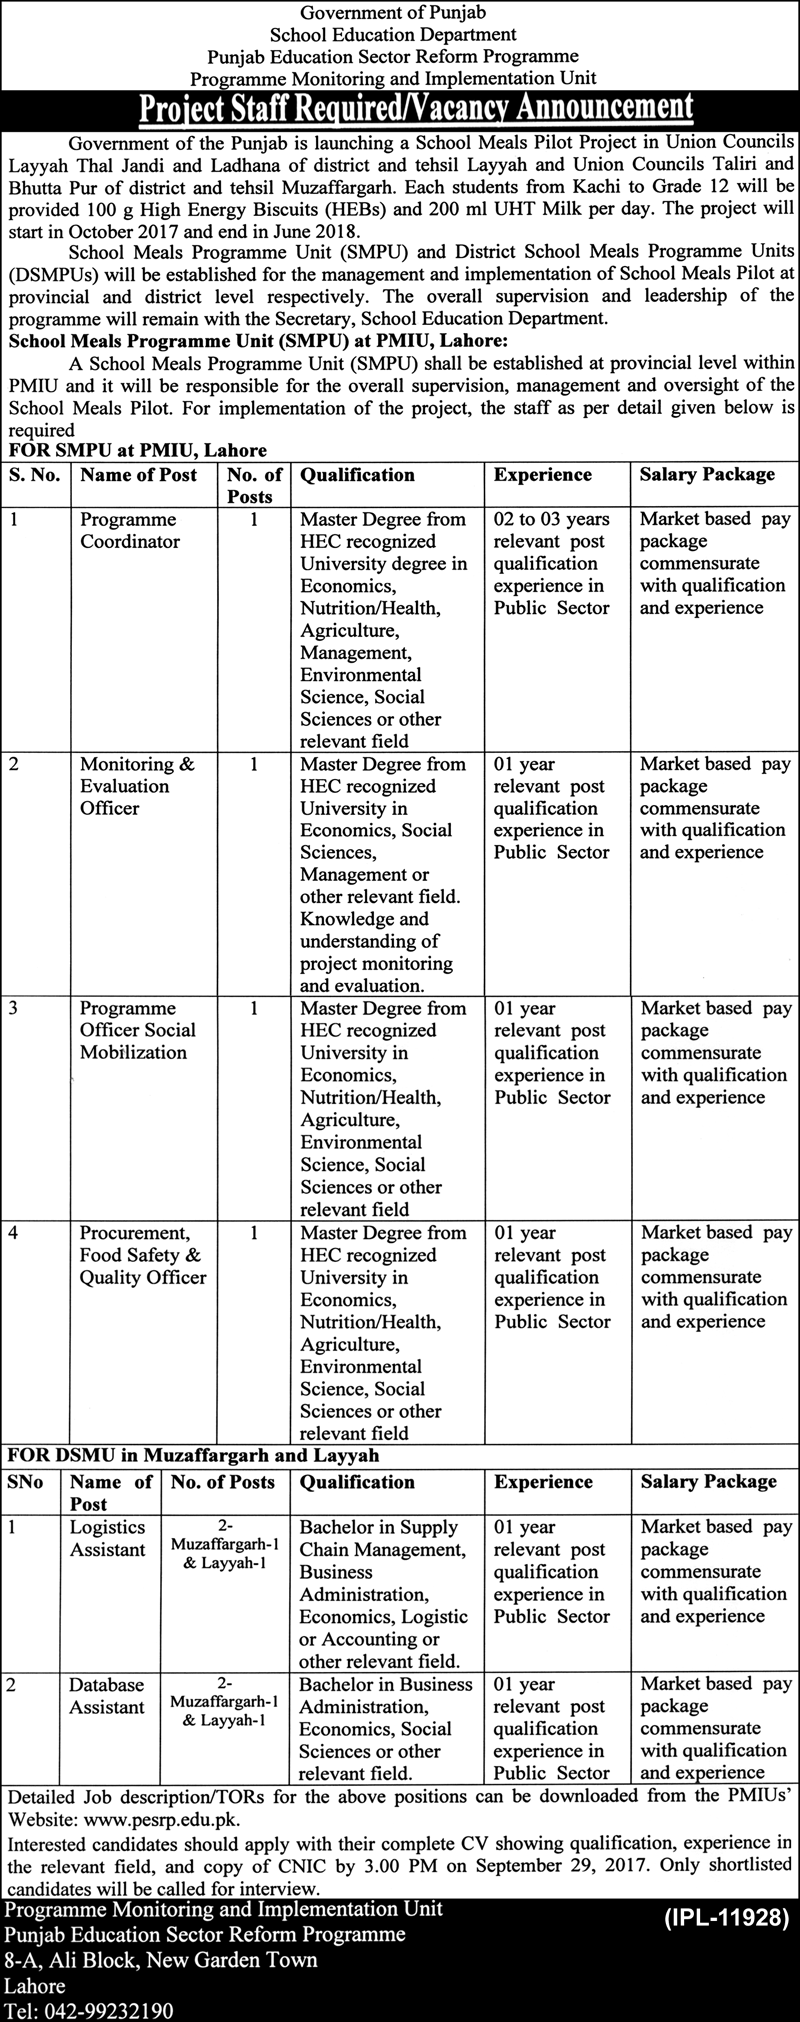 Government of Punjab
School Education Department
Punjab Education Sector Reform Programme
Programme Monitoring and Implementation Unit
Project Staff Required/Vacancy Announcement
Government of the Punjab is launching a School Meals Pilot Project in Union Councils
Layyah Thal Jandi and Ladhana of district and tehsil Layyah and Union Councils Taliri and
Bhutta Pur of district and tehsil Muzaffargarh. Each students from Kachi to Grade 12 will be
provided 100 g High Energy Biscuits (HEBs) and 200 ml UHT Milk per day. The project will
start in October 2017 and end in June 2018.
School Meals Programme Unit (SMPU) and District School Meals Programme Units
(DSMPUs) will be established for the management and implementation of School Meals Pilot at
provincial and district level respectively. The overall supervision and leadership of the
programme will remain with the Secretary, School Education Department.
School Meals Programme Unit (SMPU) at PMIU, Lahore:
A School Meals Programme Unit (SMPU) shall be established at provincial level within
PMIU and it will be responsible for the overall supervision, management and oversight of the
School Meals Pilot. For implementation of the project, the staff as per detail given below is
required
FOR SMPU at PMIU, Lahore
S. No. Name of Post No. of Qualification Experience Salary Package
Posts
1 Programme 1 Master Degree from 02 to 03 years Market based pay
Coordinator HEC recognized relevant post package
University degree in qualification commensurate
Economics, experience in with qualification
Nutrition/Health, Public Sector and experience
Agriculture,
Management,
Environmental
Science, Social
Sciences or other
relevant field
2 Monitoring & 1 Master Degree from 01 year Market based pay
Evaluation HEC recognized relevant post package
Officer University in qualification commensurate
Economics, Social experience in with qualification
Sciences, Public Sector and experience
Management or
other relevant field.
Knowledge and
understanding of
project monitoring
and evaluation.
3 Programme 1 Master Degree from 01 year Market based pay
Officer Social HEC recognized relevant post package
Mobilization University in qualification commensurate
Economics, experience in with qualification
Nutrition/Health, Public Sector and experience
Agriculture,
Environmental
Science, Social
Sciences or other
relevant field
4 Procurement, 1 Master Degree from 01 year Market based pay
Food Safety & HEC recognized relevant post package
Quality Officer University in qualification commensurate
Economics, experience in with qualification
Nutrition/Health, Public Sector and experience
Agriculture,
Environmental
Science, Social
Sciences or other
relevant field
FOR DSMU in Muzaffargarh and Layyah
SNo Name of No. of Posts Qualification Experience Salary Package
Post
1 Logistics 2- Bachelor in Supply 01 year Market based pay
Assistant Muzaffargarh-1 Chain Management, relevant post package
& Layyah-1 Business qualification commensurate
Administration, experience in with qualification
Economics, Logistic Public Sector and experience
or Accounting or
other relevant field.
2 Database 2- Bachelor in Business 01 year Market based pay
Assistant Muzaffargarh-1 Administration, relevant post package
& Layyah-1 Economics, Social qualification commensurate
Sciences or other experience in with qualification
relevant field. Public Sector and experience
Detailed Job description/TORs for the above positions can be downloaded from the PMIUs'
Website: www.pesrp.edu.pk.
Interested candidates should apply with their complete CV showing qualification, experience in
the relevant field, and copy of CNIC by 3.00 PM on September 29, 2017. Only shortlisted
candidates will be called for interview.
Programme Monitoring and Implementation Unit (IPL-11928)
Punjab Education Sector Reform Programme
8-A, Ali Block, New Garden Town
Lahore
Tel: 042-99232190